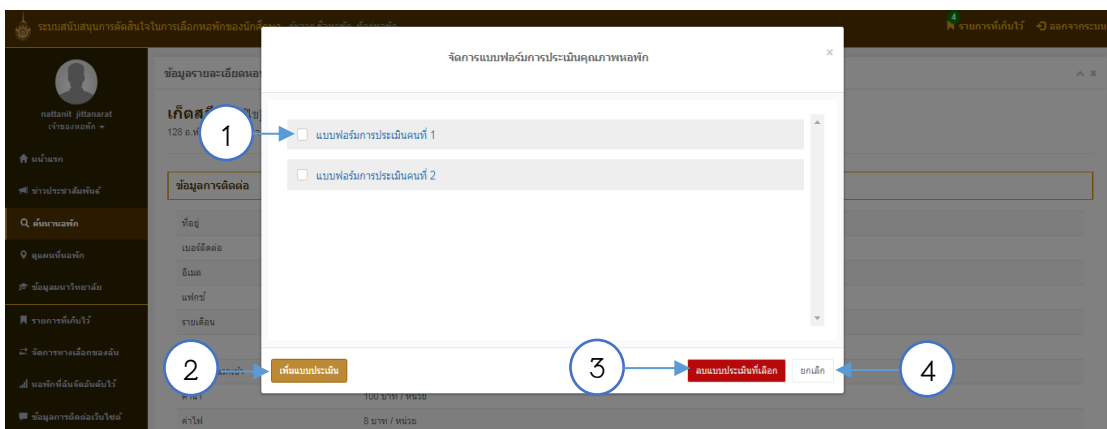 ระบบสนับสนุนการตัดสินใจในการเลือกหอพักของนักศึกษา
4
รายการที่เก็บไว้
ออกจากระบบ
จัดการแบบฟอร์มการประเมินคุณภาพหอพัก
×
ข้อมูลรายละเอียดหอ
nattanit jittanarat
เจ้าของหอพัก
หน้าแรก
ข่าวประชาสัมพันธ์
ค้นหาหอพัก
ดูแผนที่หอพัก
ข้อมูลมหาวิทยาลัย
รายการที่เก็บไว้
จัดการทางเลือกของฉัน
หอพักที่ฉันจัดอันดับไว้
ข้อมูลการติดต่อเว็บไซต์
128 ถ.
1
แบบฟอร์มการประเมินคนที่ 1
แบบฟอร์มการประเมินคนที่ 2
ข้อมูลการติดต่อ
ที่อยู่
เบอร์ติดต่อ
อีเมล
แฟกซ์
รายเดือน
2
เพิ่มแบบประเมิน
3
ลบแบบประเมินที่เลือก
ยกเลิก
4
ค่าน้ำ
100 บาท / หน่วย
ค่าไฟ
8 บาท / หน่วย